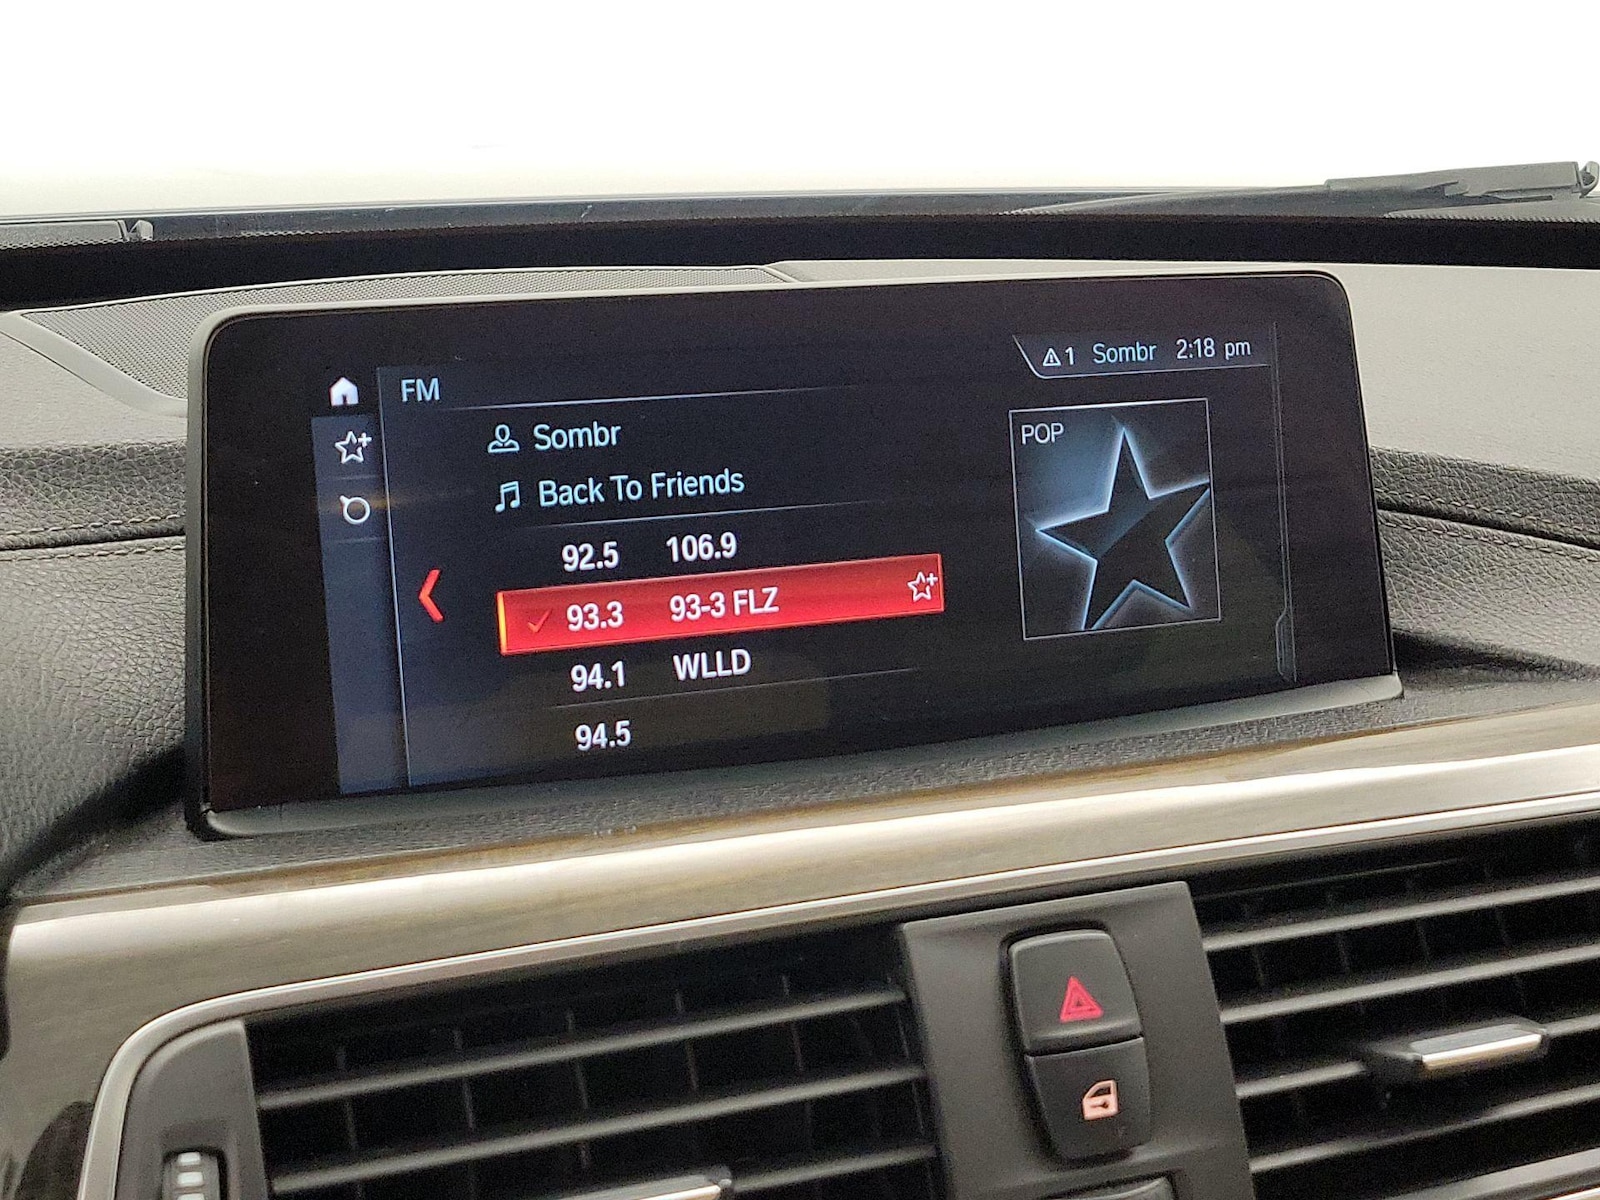 1 Sombr 2:18 pm
FM
Sombr
Back To Friends
POP
92.5 106.9
93.3 93-3 FLZ
94.1 WLLD
94.5